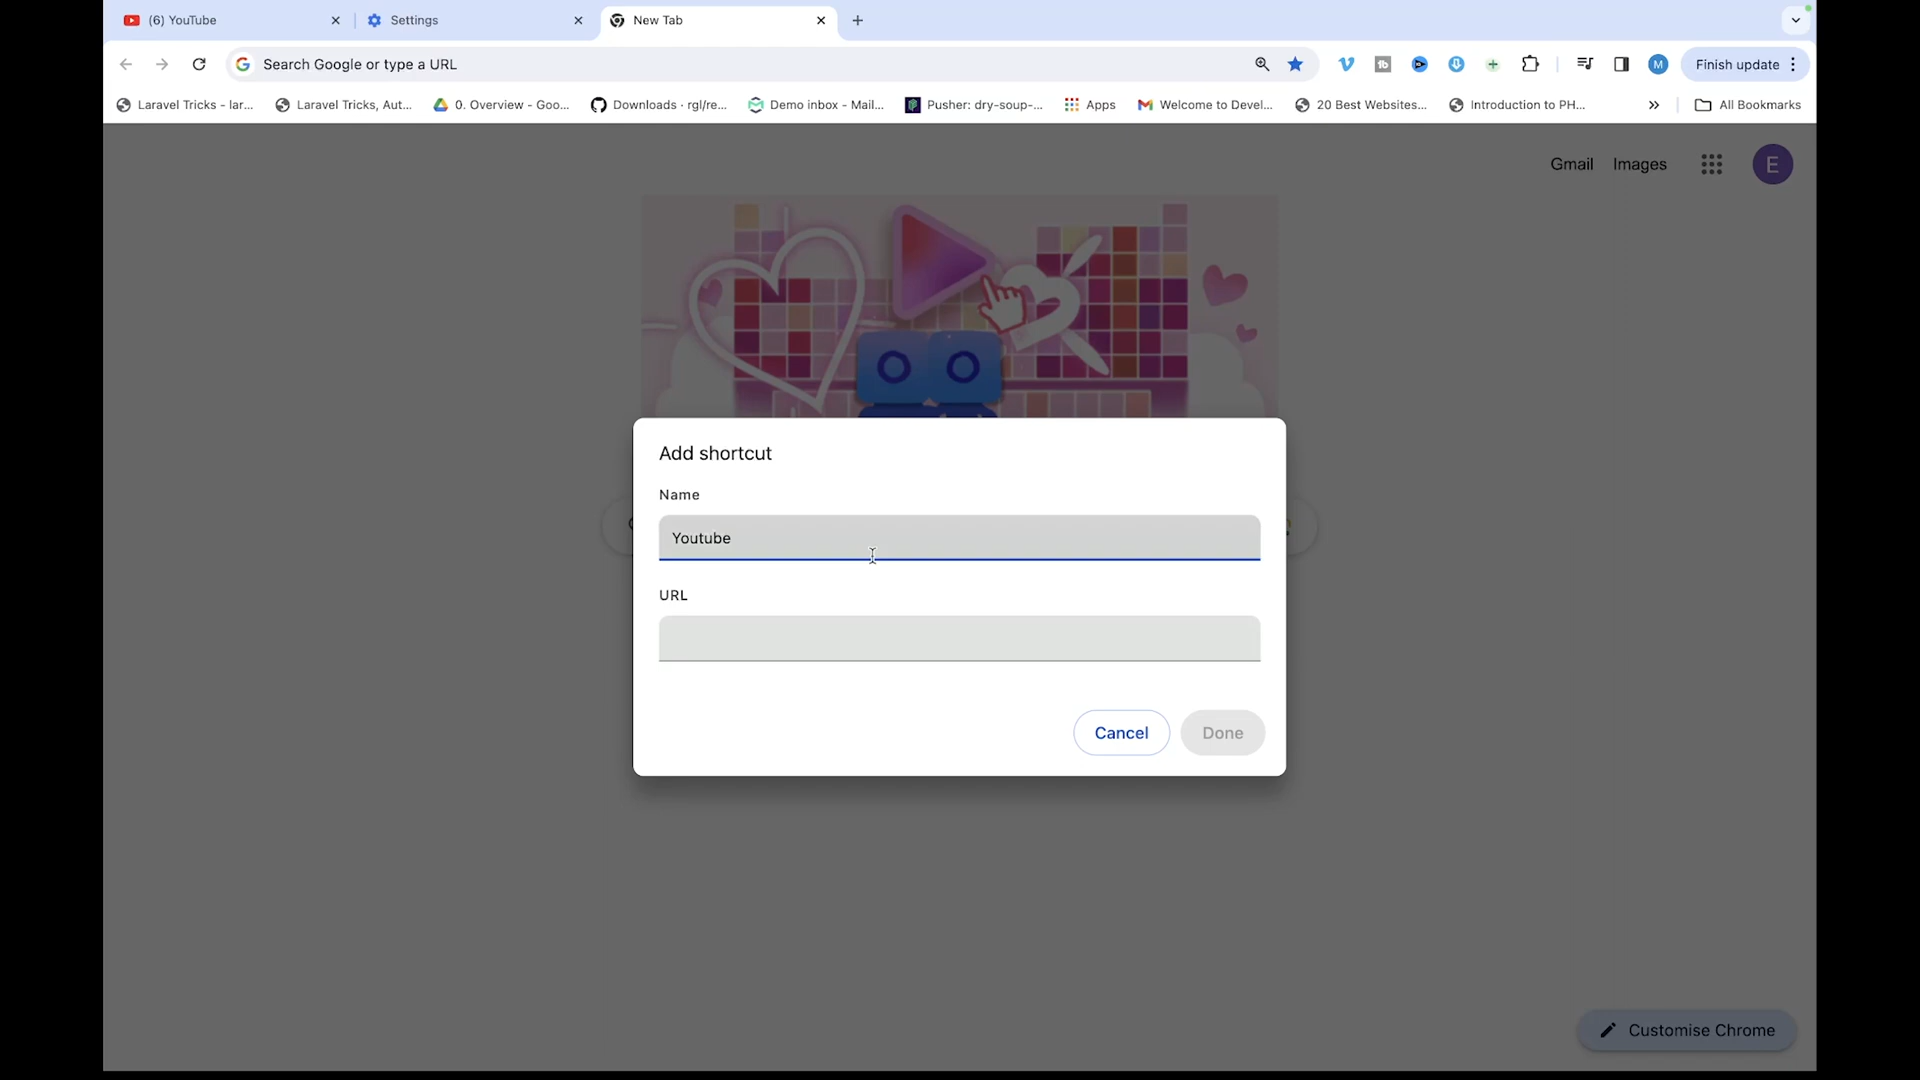 (6) YouTube
Settings
New Tab
Search Google or type a URL
Finish update
Laravel Tricks - lar...
Laravel Tricks, Aut...
0. Overview - Goo...
Downloads · rgl/re...
Demo inbox - Mail...
Pusher: dry-soup-...
Apps
Welcome to Devel...
20 Best Websites...
Introduction to PH...
All Bookmarks
Gmail
Images
E
M
Add shortcut
Name
Youtube
URL
Cancel
Done
Customise Chrome